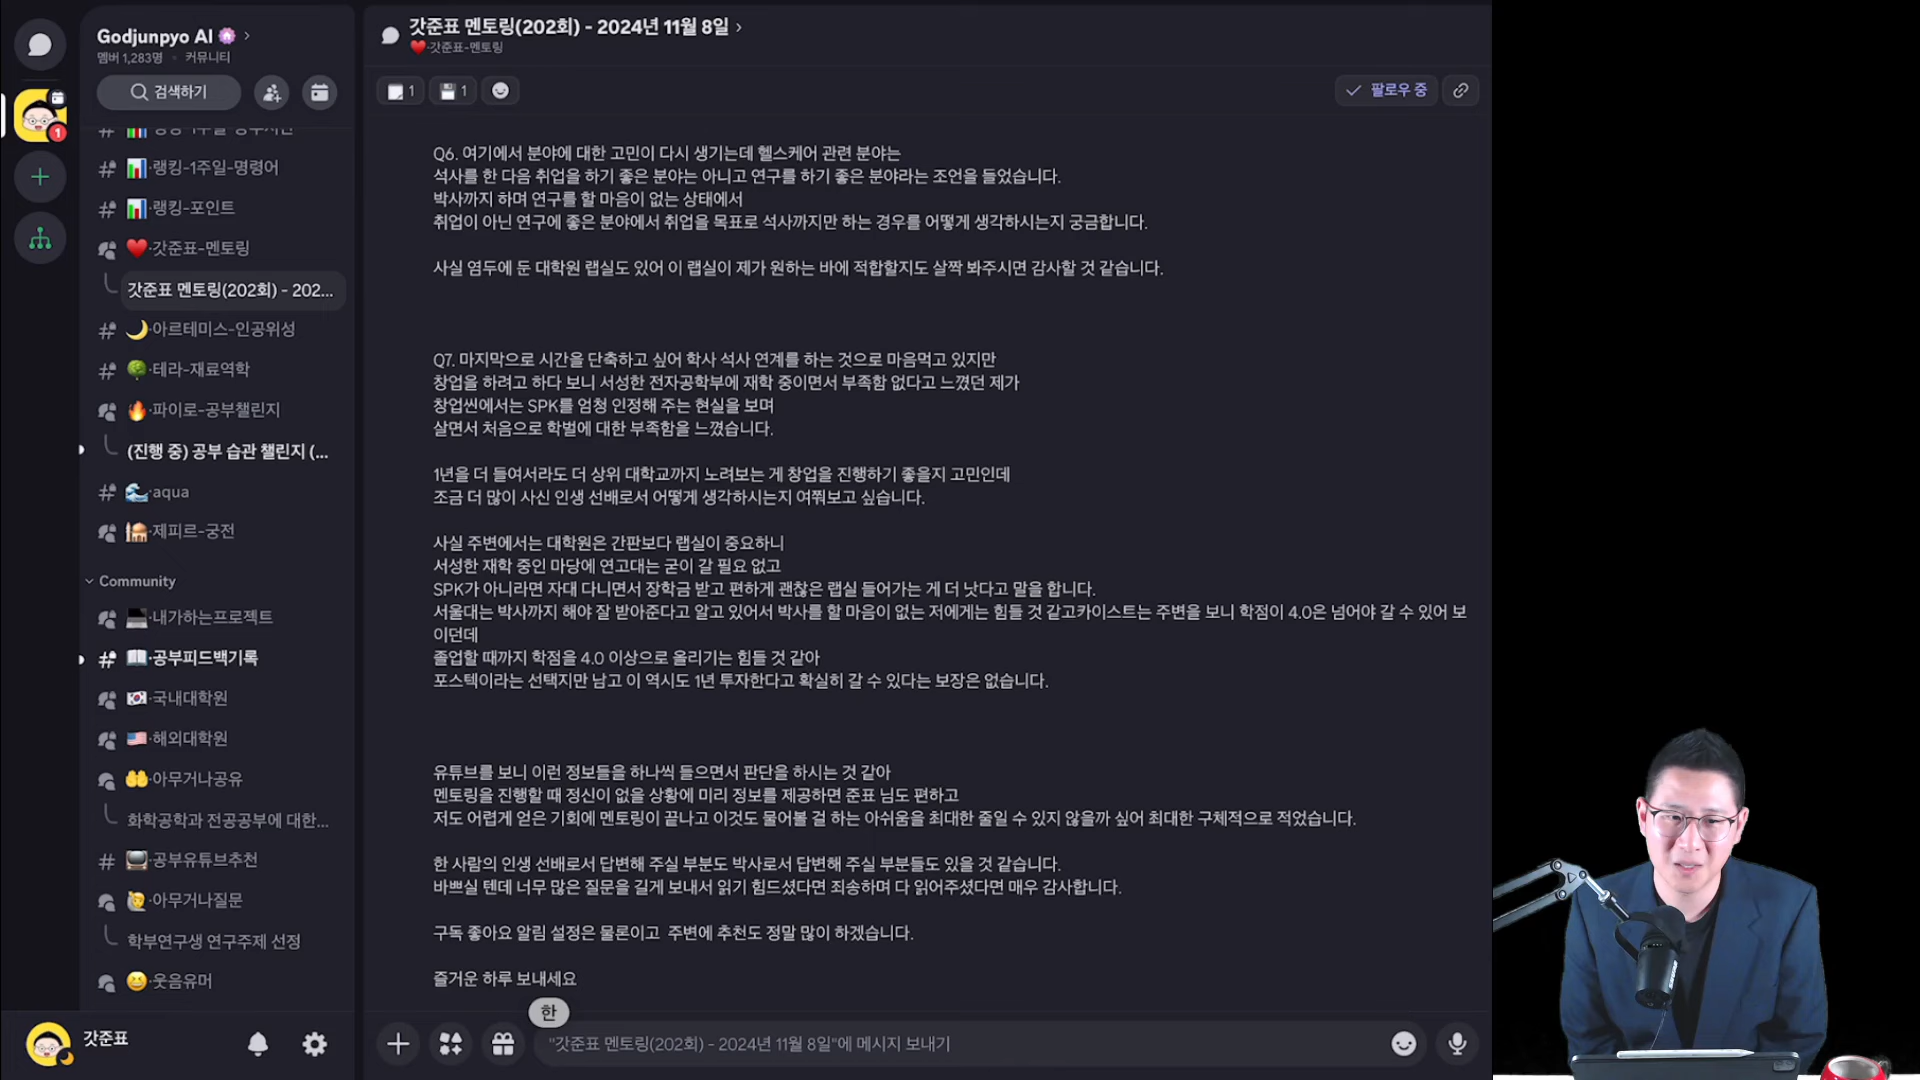 Godjunpyo AI
멤버 1,283명 • 커뮤니티
검색하기
랭킹-1주일-명령어
랭킹-포인트
갓준표-멘토링
갓준표 멘토링(202회) - 202...
아르테미스-인공위성
테라-재료역학
파이로-공부챌린지
(진행 중) 공부 습관 챌린지 (...
aqua
제피르-궁전
Community
내가하는프로젝트
공부피드백기록
국내대학원
해외대학원
아무거나공유
화학공학과 전공공부에 대한...
공부유튜브추천
아무거나질문
학부연구생 연구주제 선정
웃음유머
갓준표
1
갓준표 멘토링(202회) - 2024년 11월 8일
갓준표-멘토링
1
1
팔로우 중
Q6. 여기에서 분야에 대한 고민이 다시 생기는데 헬스케어 관련 분야는
석사를 한 다음 취업을 하기 좋은 분야는 아니고 연구를 하기 좋은 분야라는 조언을 들었습니다.
박사까지 하며 연구를 할 마음이 없는 상태에서
취업이 아닌 연구에 좋은 분야에서 취업을 목표로 석사까지만 하는 경우를 어떻게 생각하시는지 궁금합니다.
사실 염두에 둔 대학원 랩실도 있어 이 랩실이 제가 원하는 바에 적합할지도 살짝 봐주시면 감사할 것 같습니다.
Q7. 마지막으로 시간을 단축하고 싶어 학사 석사 연계를 하는 것으로 마음먹고 있지만
창업을 하려고 하다 보니 서성한 전자공학부에 재학 중이면서 부족함 없다고 느꼈던 제가
창업씬에서는 SPK를 엄청 인정해 주는 현실을 보며
살면서 처음으로 학벌에 대한 부족함을 느꼈습니다.
1년을 더 들여서라도 더 상위 대학교까지 노려보는 게 창업을 진행하기 좋을지 고민인데
조금 더 많이 사신 인생 선배로서 어떻게 생각하시는지 여쭤보고 싶습니다.
사실 주변에서는 대학원은 간판보다 랩실이 중요하니
서성한 재학 중인 마당에 연고대는 굳이 갈 필요 없고
SPK가 아니라면 자대 다니면서 장학금 받고 편하게 괜찮은 랩실 들어가는 게 더 낫다고 말을 합니다.
서울대는 박사까지 해야 잘 받아준다고 알고 있어서 박사를 할 마음이 없는 저에게는 힘들 것 같고카이스트는 주변을 보니 학점이 4.0은 넘어야 갈 수 있어 보
이던데
졸업할 때까지 학점을 4.0 이상으로 올리기는 힘들 것 같아
포스텍이라는 선택지만 남고 이 역시도 1년 투자한다고 확실히 갈 수 있다는 보장은 없습니다.
유튜브를 보니 이런 정보들을 하나씩 들으면서 판단을 하시는 것 같아
멘토링을 진행할 때 정신이 없을 상황에 미리 정보를 제공하면 준표 님도 편하고
저도 어렵게 얻은 기회에 멘토링이 끝나고 이것도 물어볼 걸 하는 아쉬움을 최대한 줄일 수 있지 않을까 싶어 최대한 구체적으로 적었습니다.
한 사람의 인생 선배로서 답변해 주실 부분도 박사로서 답변해 주실 부분들도 있을 것 같습니다.
바쁘실 텐데 너무 많은 질문을 길게 보내서 읽기 힘드셨다면 죄송하며 다 읽어주셨다면 매우 감사합니다.
구독 좋아요 알림 설정은 물론이고 주변에 추천도 정말 많이 하겠습니다.
즐거운 하루 보내세요
한
"갓준표 멘토링(202회) - 2024년 11월 8일"에 메시지 보내기